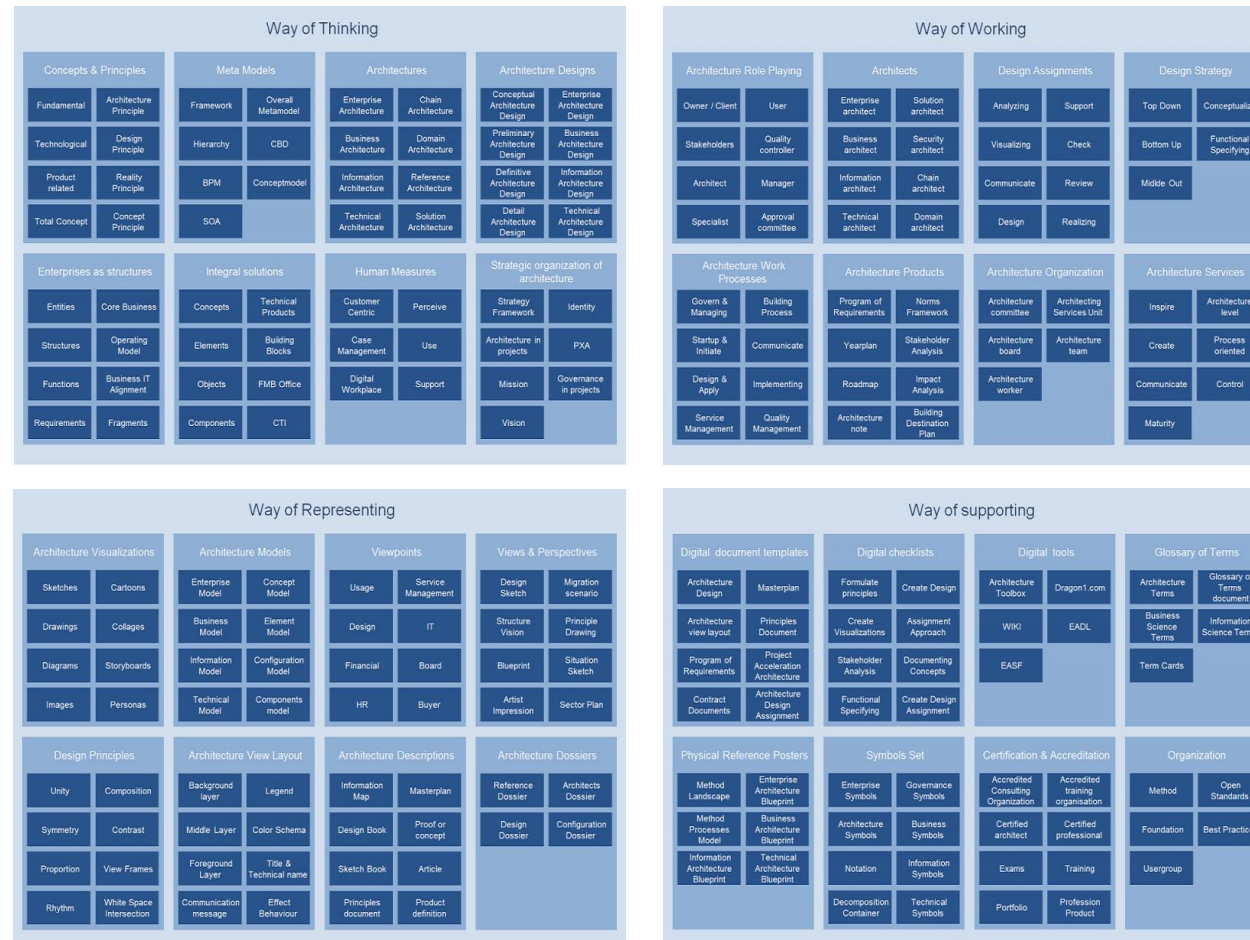 Way of Thinking
Concepts & Principles
Fundamental
Architecture
Principle
Technological
Design
Principle
Product
related
Reality
Principle
Total Concept
Concept
Principle
Meta Models
Framework
Overall
Metamodel
Hierarchy
CBD
BPM
Conceptmodel
SOA
Architectures
Enterprise
Architecture
Chain
Architecture
Business
Architecture
Domain
Architecture
Information
Architecture
Reference
Architecture
Technical
Architecture
Solution
Architecture
Architecture Designs
Conceptual
Architecture
Design
Enterprise
Architecture
Design
Preliminary
Architecture
Design
Business
Architecture
Design
Definitive
Architecture
Design
Information
Architecture
Design
Detail
Architecture
Design
Technical
Architecture
Design
Enterprises as structures
Entities
Core Business
Structures
Operating
Model
Functions
Business IT
Alignment
Requirements
Fragments
Integral solutions
Concepts
Technical
Products
Elements
Building
Blocks
Objects
FMB Office
Components
CTI
Human Measures
Customer
Centric
Perceive
Case
Management
Use
Digital
Workplace
Support
Strategic organization of
architecture
Strategy
Framework
Identity
Architecture in
projects
PXA
Mission
Governance
in projects
Vision
Way of Working
Architecture Role Playing
Owner / Client
User
Stakeholders
Quality
controller
Architect
Manager
Specialist
Approval
committee
Architects
Enterprise
architect
Solution
architect
Business
architect
Security
architect
Information
architect
Chain
architect
Technical
architect
Domain
architect
Design Assignments
Analyzing
Support
Visualizing
Check
Communicate
Review
Design
Realizing
Design Strategy
Top Down
Conceptualiz
Bottom Up
Functional
Specifying
Midlde Out
Architecture Work
Processes
Govern &
Managing
Building
Process
Startup &
Initiate
Communicate
Design &
Apply
Implementing
Service
Management
Quality
Management
Architecture Products
Program of
Requirements
Norms
Framework
Yearplan
Stakeholder
Analysis
Roadmap
Impact
Analysis
Architecture
note
Building
Destination
Plan
Architecture Organization
Architecture
committee
Architecting
Services Unit
Architecture
board
Architecture
team
Architecture
worker
Architecture Services
Inspire
Architecture
level
Create
Process
oriented
Communicate
Control
Maturity
Way of Representing
Architecture Visualizations
Sketches
Cartoons
Drawings
Collages
Diagrams
Storyboards
Images
Personas
Architecture Models
Enterprise
Model
Concept
Model
Business
Model
Element
Model
Information
Model
Configuration
Model
Technical
Model
Components
model
Viewpoints
Usage
Service
Management
Design
IT
Financial
Board
HR
Buyer
Views & Perspectives
Design
Sketch
Migration
scenario
Structure
Vision
Principle
Drawing
Blueprint
Situation
Sketch
Artist
Impression
Sector Plan
Design Principles
Unity
Composition
Symmetry
Contrast
Proportion
View Frames
Rhythm
White Space
Intersection
Architecture View Layout
Background
layer
Legend
Middle Layer
Color Schema
Foreground
Layer
Title &
Technical name
Communication
message
Effect
Behaviour
Architecture Descriptions
Information
Map
Masterplan
Design Book
Proof or
concept
Sketch Book
Article
Principles
document
Product
definition
Architecture Dossiers
Reference
Dossier
Architects
Dossier
Design
Dossier
Configuration
Dossier
Way of supporting
Digital document templates
Architecture
Design
Masterplan
Architecture
view layout
Principles
Document
Program of
Requirements
Project
Acceleration
Architecture
Contract
Documents
Architecture
Design
Assignment
Digital checklists
Formulate
principles
Create Design
Create
Visualizations
Assignment
Approach
Stakeholder
Analysis
Documenting
Concepts
Functional
Specifying
Create Design
Assignment
Digital tools
Architecture
Toolbox
Dragon1.com
WIKI
EADL
EASF
Glossary of Terms
Architecture
Terms
Glossary o
Terms
document
Business
Science
Terms
Information
Science Tem
Term Cards
Physical Reference Posters
Method
Landscape
Enterprise
Architecture
Blueprint
Method
Processes
Model
Business
Architecture
Blueprint
Information
Architecture
Blueprint
Technical
Architecture
Blueprint
Symbols Set
Enterprise
Symbols
Governance
Symbols
Architecture
Symbols
Business
Symbols
Notation
Information
Symbols
Decomposition
Container
Technical
Symbols
Certification & Accreditation
Accredited
Consulting
Organization
Accredited
training
organisation
Certified
architect
Certified
professional
Exams
Training
Portfolio
Profession
Product
Organization
Method
Open
Standards
Foundation
Best Practic
Usergroup